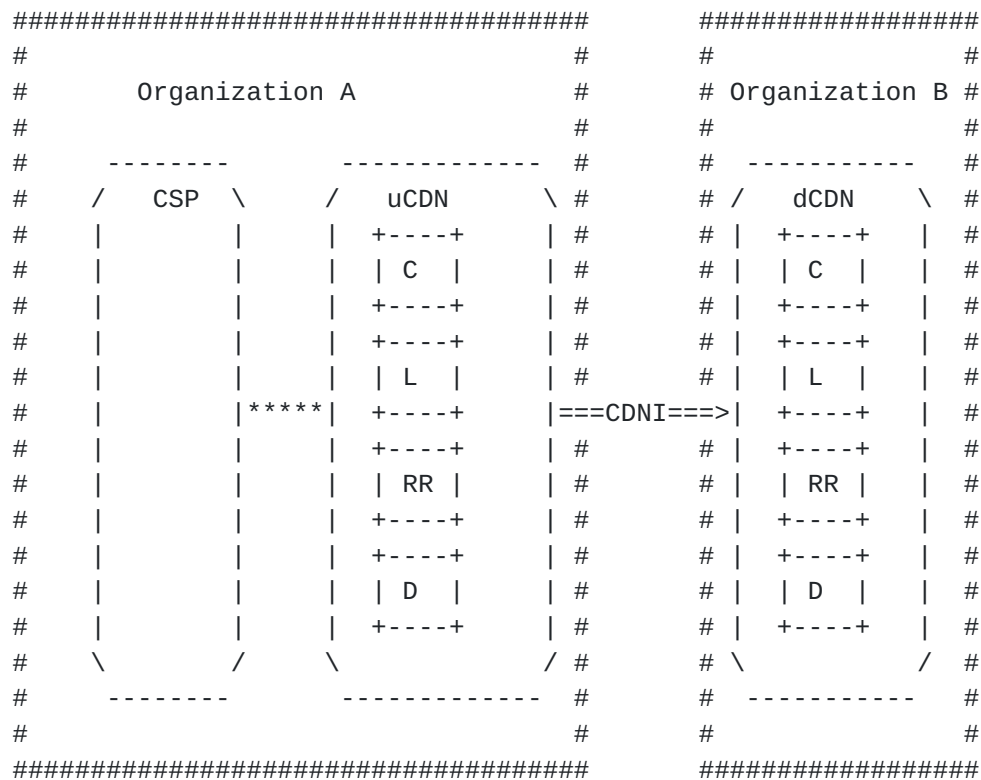 #####################################       ##################
#                                   #       #                #
#       Organization A              #       # Organization B #
#                                   #       #                #
#     --------       -------------  #       #  -----------   #
#    /   CSP  \     /   uCDN      \ #       # /   dCDN    \  #
#    |        |     |  +----+     | #       # |  +----+   |  #
#    |        |     |  | C  |     | #       # |  | C  |   |  #
#    |        |     |  +----+     | #       # |  +----+   |  #
#    |        |     |  +----+     | #       # |  +----+   |  #
#    |        |     |  | L  |     | #       # |  | L  |   |  #
#    |        |*****|  +----+     |===CDNI===>|  +----+   |  #
#    |        |     |  +----+     | #       # |  +----+   |  #
#    |        |     |  | RR |     | #       # |  | RR |   |  #
#    |        |     |  +----+     | #       # |  +----+   |  #
#    |        |     |  +----+     | #       # |  +----+   |  #
#    |        |     |  | D  |     | #       # |  | D  |   |  #
#    |        |     |  +----+     | #       # |  +----+   |  #
#    \        /     \             / #       # \           /  #
#     --------       -------------  #       #  -----------   #
#                                   #       #                #
#####################################       ##################